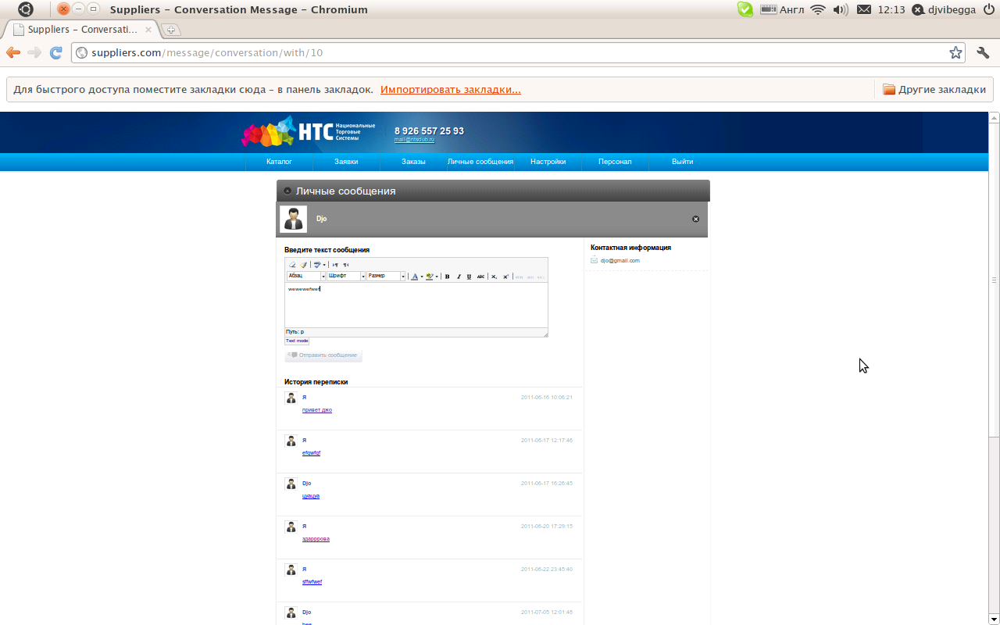 Suppliers – Conversation Message – Chromium
Англ 12:13 djvibegga
Suppliers – Conversati...
suppliers.com/message/conversation/with/10
Для быстрого доступа поместите закладки сюда – в панель закладок. Импортировать закладки...
Другие закладки
НТС Национальные Торговые Системы
8 926 557 25 93
mail@ntsclub.ru
Каталог Заявки Заказы Личные сообщения Настройки Персонал Выйти
Личные сообщения
Djo
Введите текст сообщения
Абзац Шрифт Размер B I U ABC
wewewefwef
Путь: p
Text mode
Отправить сообщение
Контактная информация
djo@gmail.com
История переписки
Я 2011-06-16 10:06:21
привет джо
Я 2011-06-17 12:17:46
efqwfqf
Djo 2011-06-17 16:26:45
цуацуа
Я 2011-06-20 17:29:15
здарррова
Я 2011-06-22 23:45:40
sffwfwef
Djo 2011-07-05 12:01:46